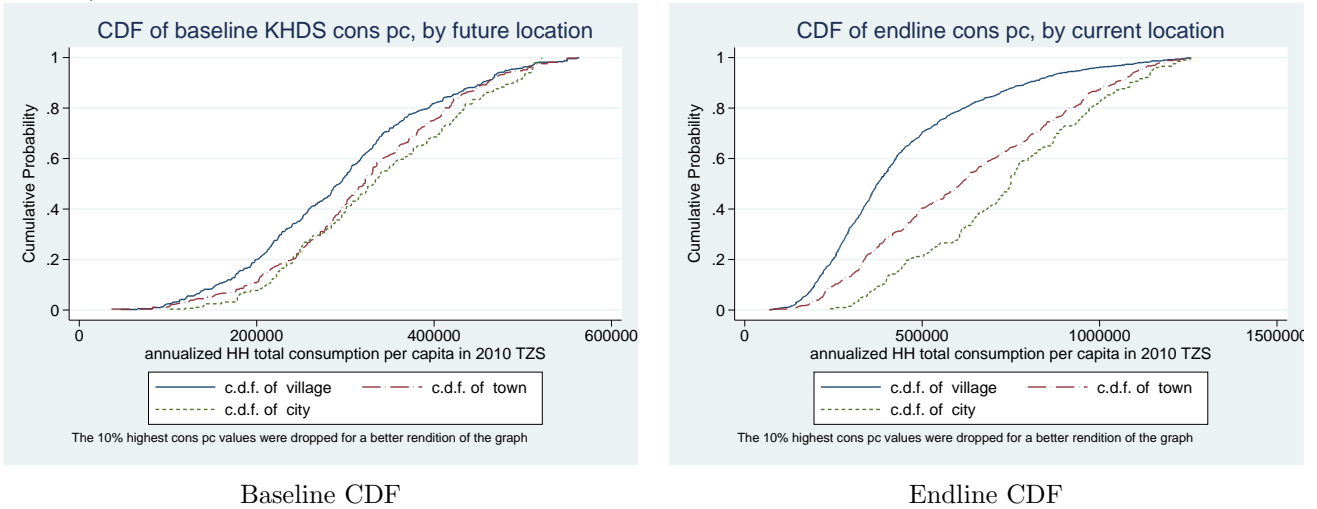 CDF of baseline KHDS cons pc, by future location
Cumulative Probability
1
.8
.6
.4
.2
0
0 200000 400000 600000
annualized HH total consumption per capita in 2010 TZS
c.d.f. of village c.d.f. of town
c.d.f. of city
The 10% highest cons pc values were dropped for a better rendition of the graph
Baseline CDF
CDF of endline cons pc, by current location
Cumulative Probability
1
.8
.6
.4
.2
0
0 500000 1000000 1500000
annualized HH total consumption per capita in 2010 TZS
c.d.f. of village c.d.f. of town
c.d.f. of city
The 10% highest cons pc values were dropped for a better rendition of the graph
Endline CDF